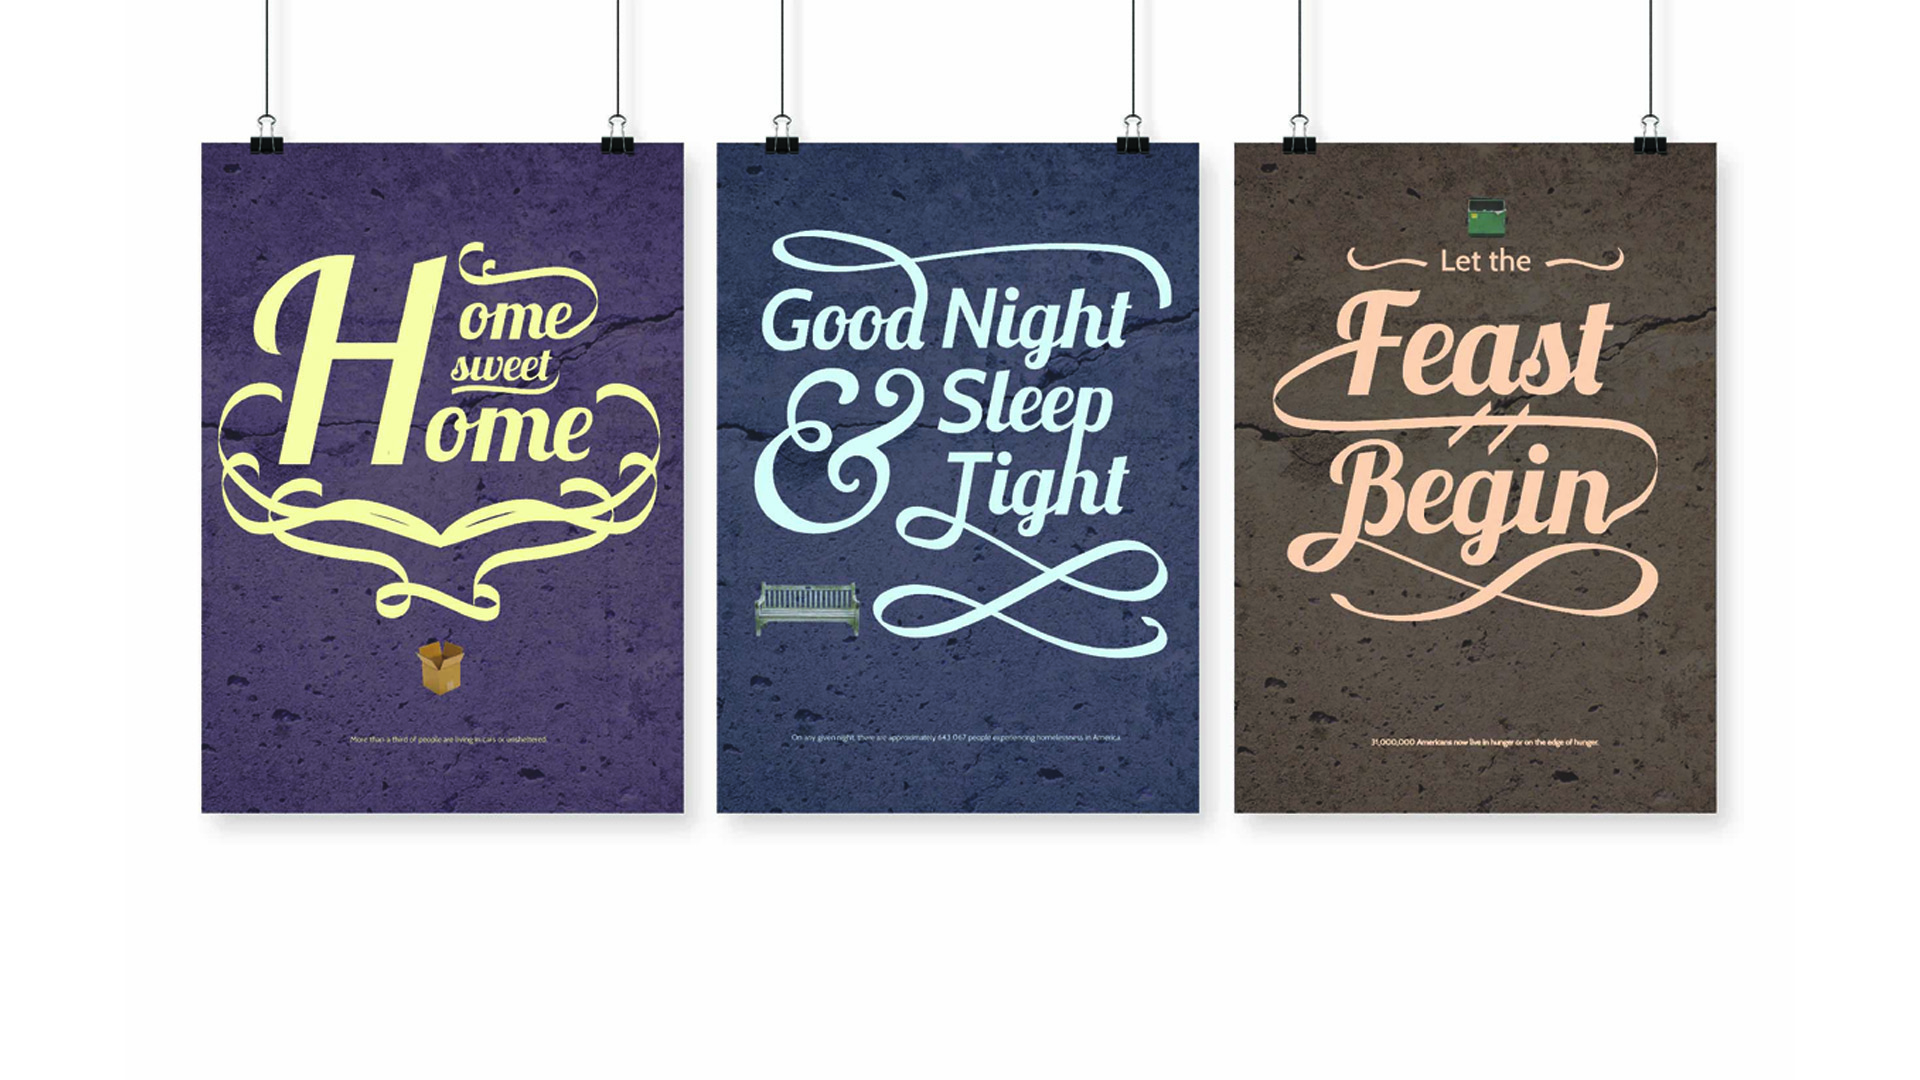 Home
sweet
Home
More than a third of people are living in cars or unsheltered.
Good Night
& Sleep
Tight
On any given night, there are approximately 643,067 people experiencing homelessness in America.
Let the
Feast
Begin
31,000,000 Americans now live in hunger or on the edge of hunger.